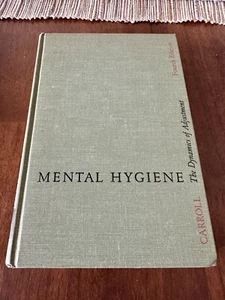 MENTAL HYGIENE
The Dynamics of Adjustment
CARROLL
Fourth Edition